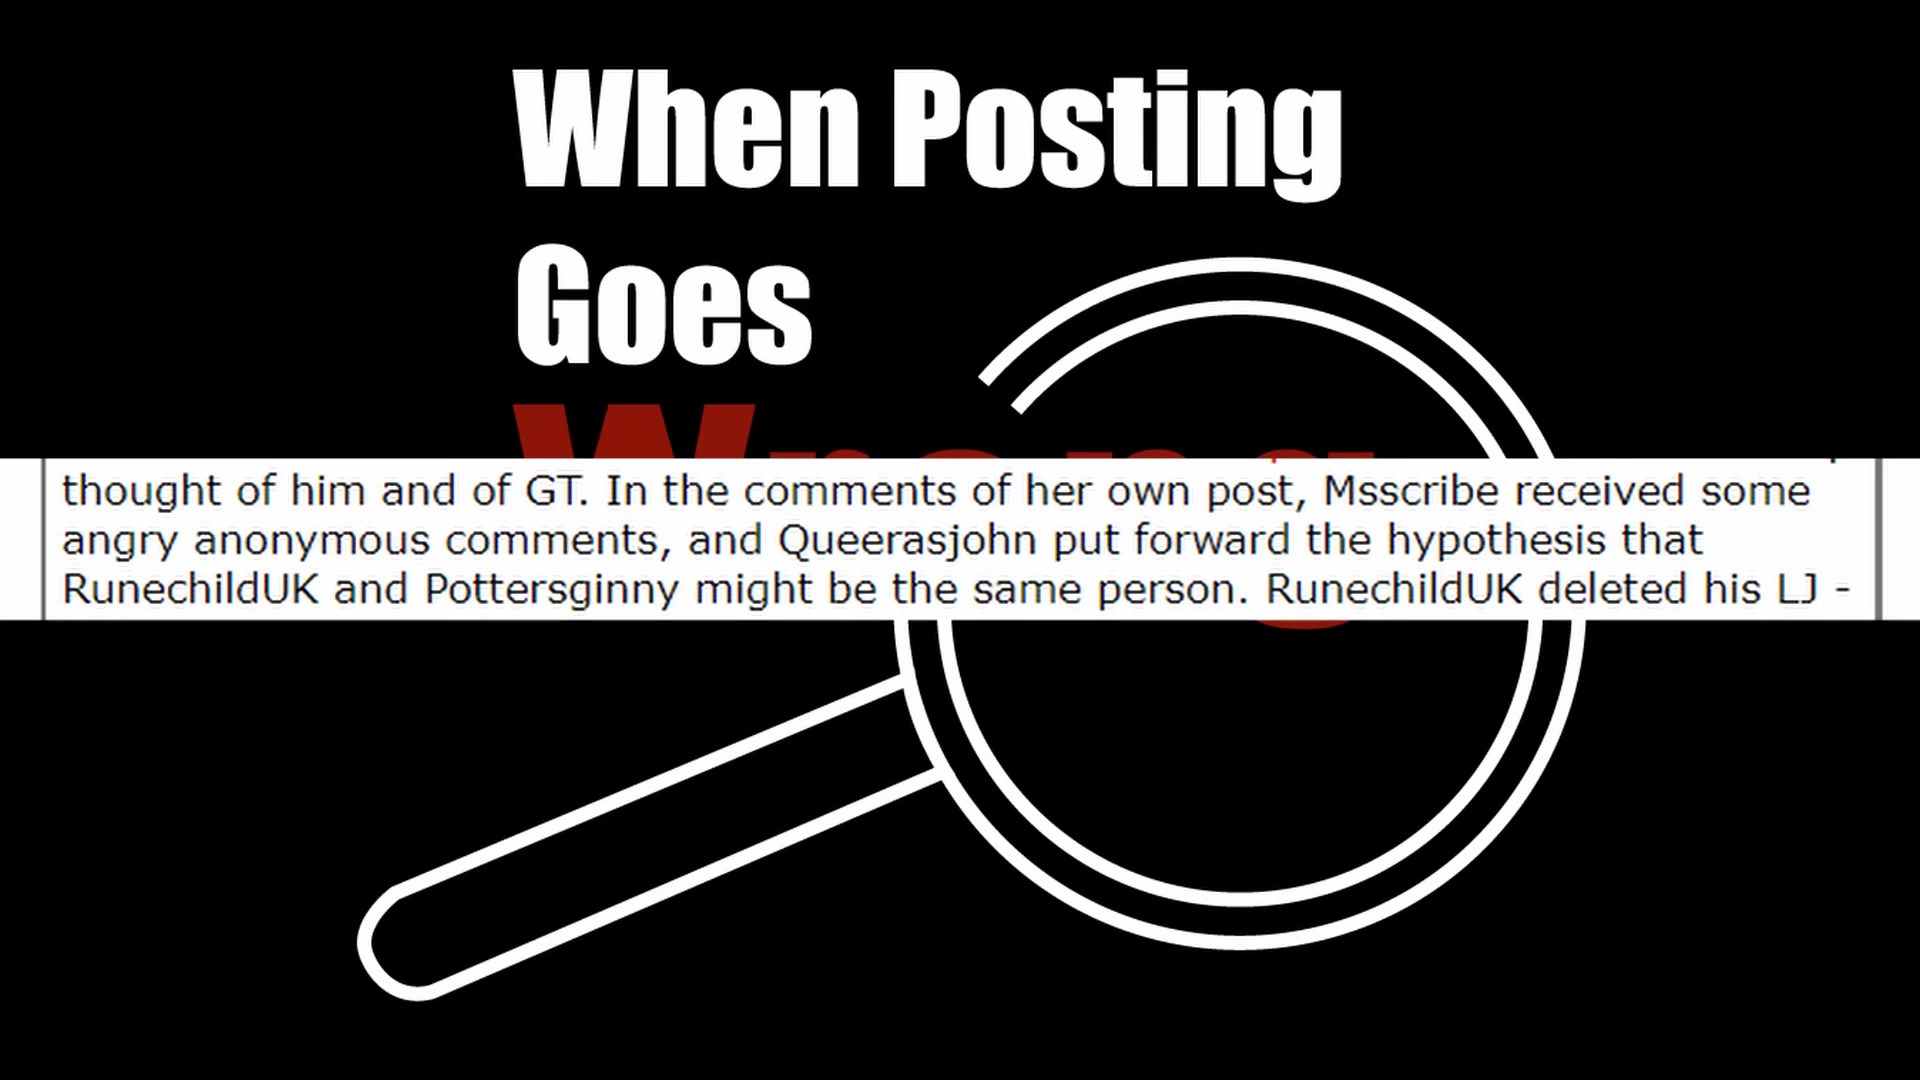 When Posting
Goes
Wrong
thought of him and of GT. In the comments of her own post, Msscribe received some
angry anonymous comments, and Queerasjohn put forward the hypothesis that
RunechildUK and Pottersginny might be the same person. RunechildUK deleted his LJ -